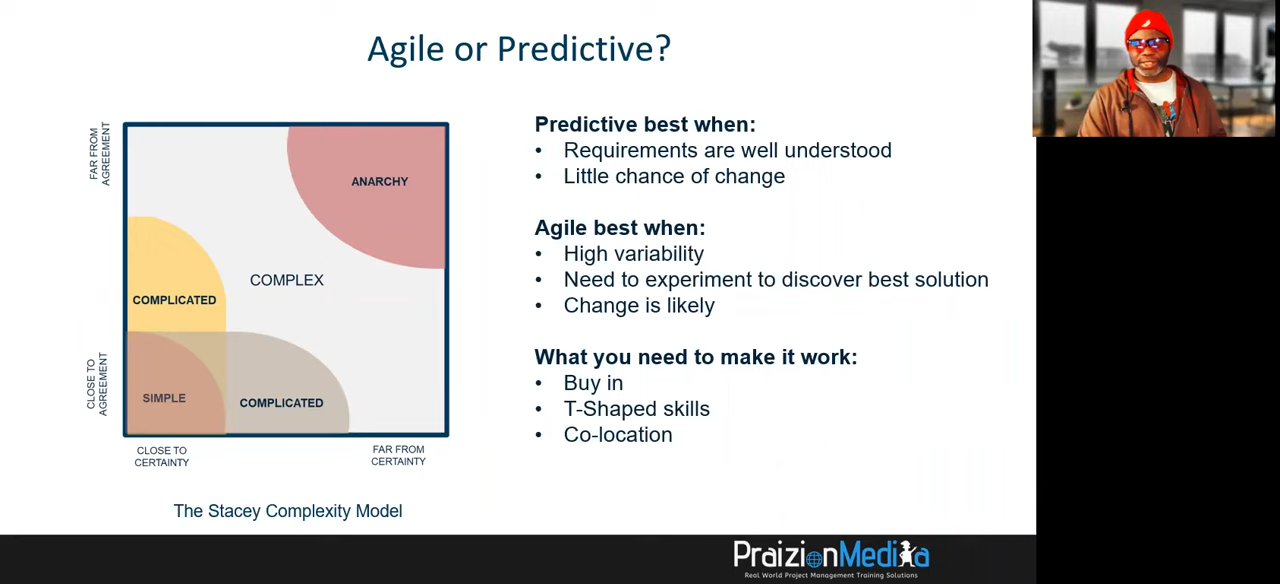 Agile or Predictive?
FAR FROM
AGREEMENT
ANARCHY
COMPLEX
COMPLICATED
CLOSE TO
AGREEMENT
SIMPLE
COMPLICATED
CLOSE TO
CERTAINTY
FAR FROM
CERTAINTY
The Stacey Complexity Model
Predictive best when:
• Requirements are well understood
• Little chance of change
Agile best when:
• High variability
• Need to experiment to discover best solution
• Change is likely
What you need to make it work:
• Buy in
• T-Shaped skills
• Co-location
PraizionMedia
Real World Project Management Training Solutions